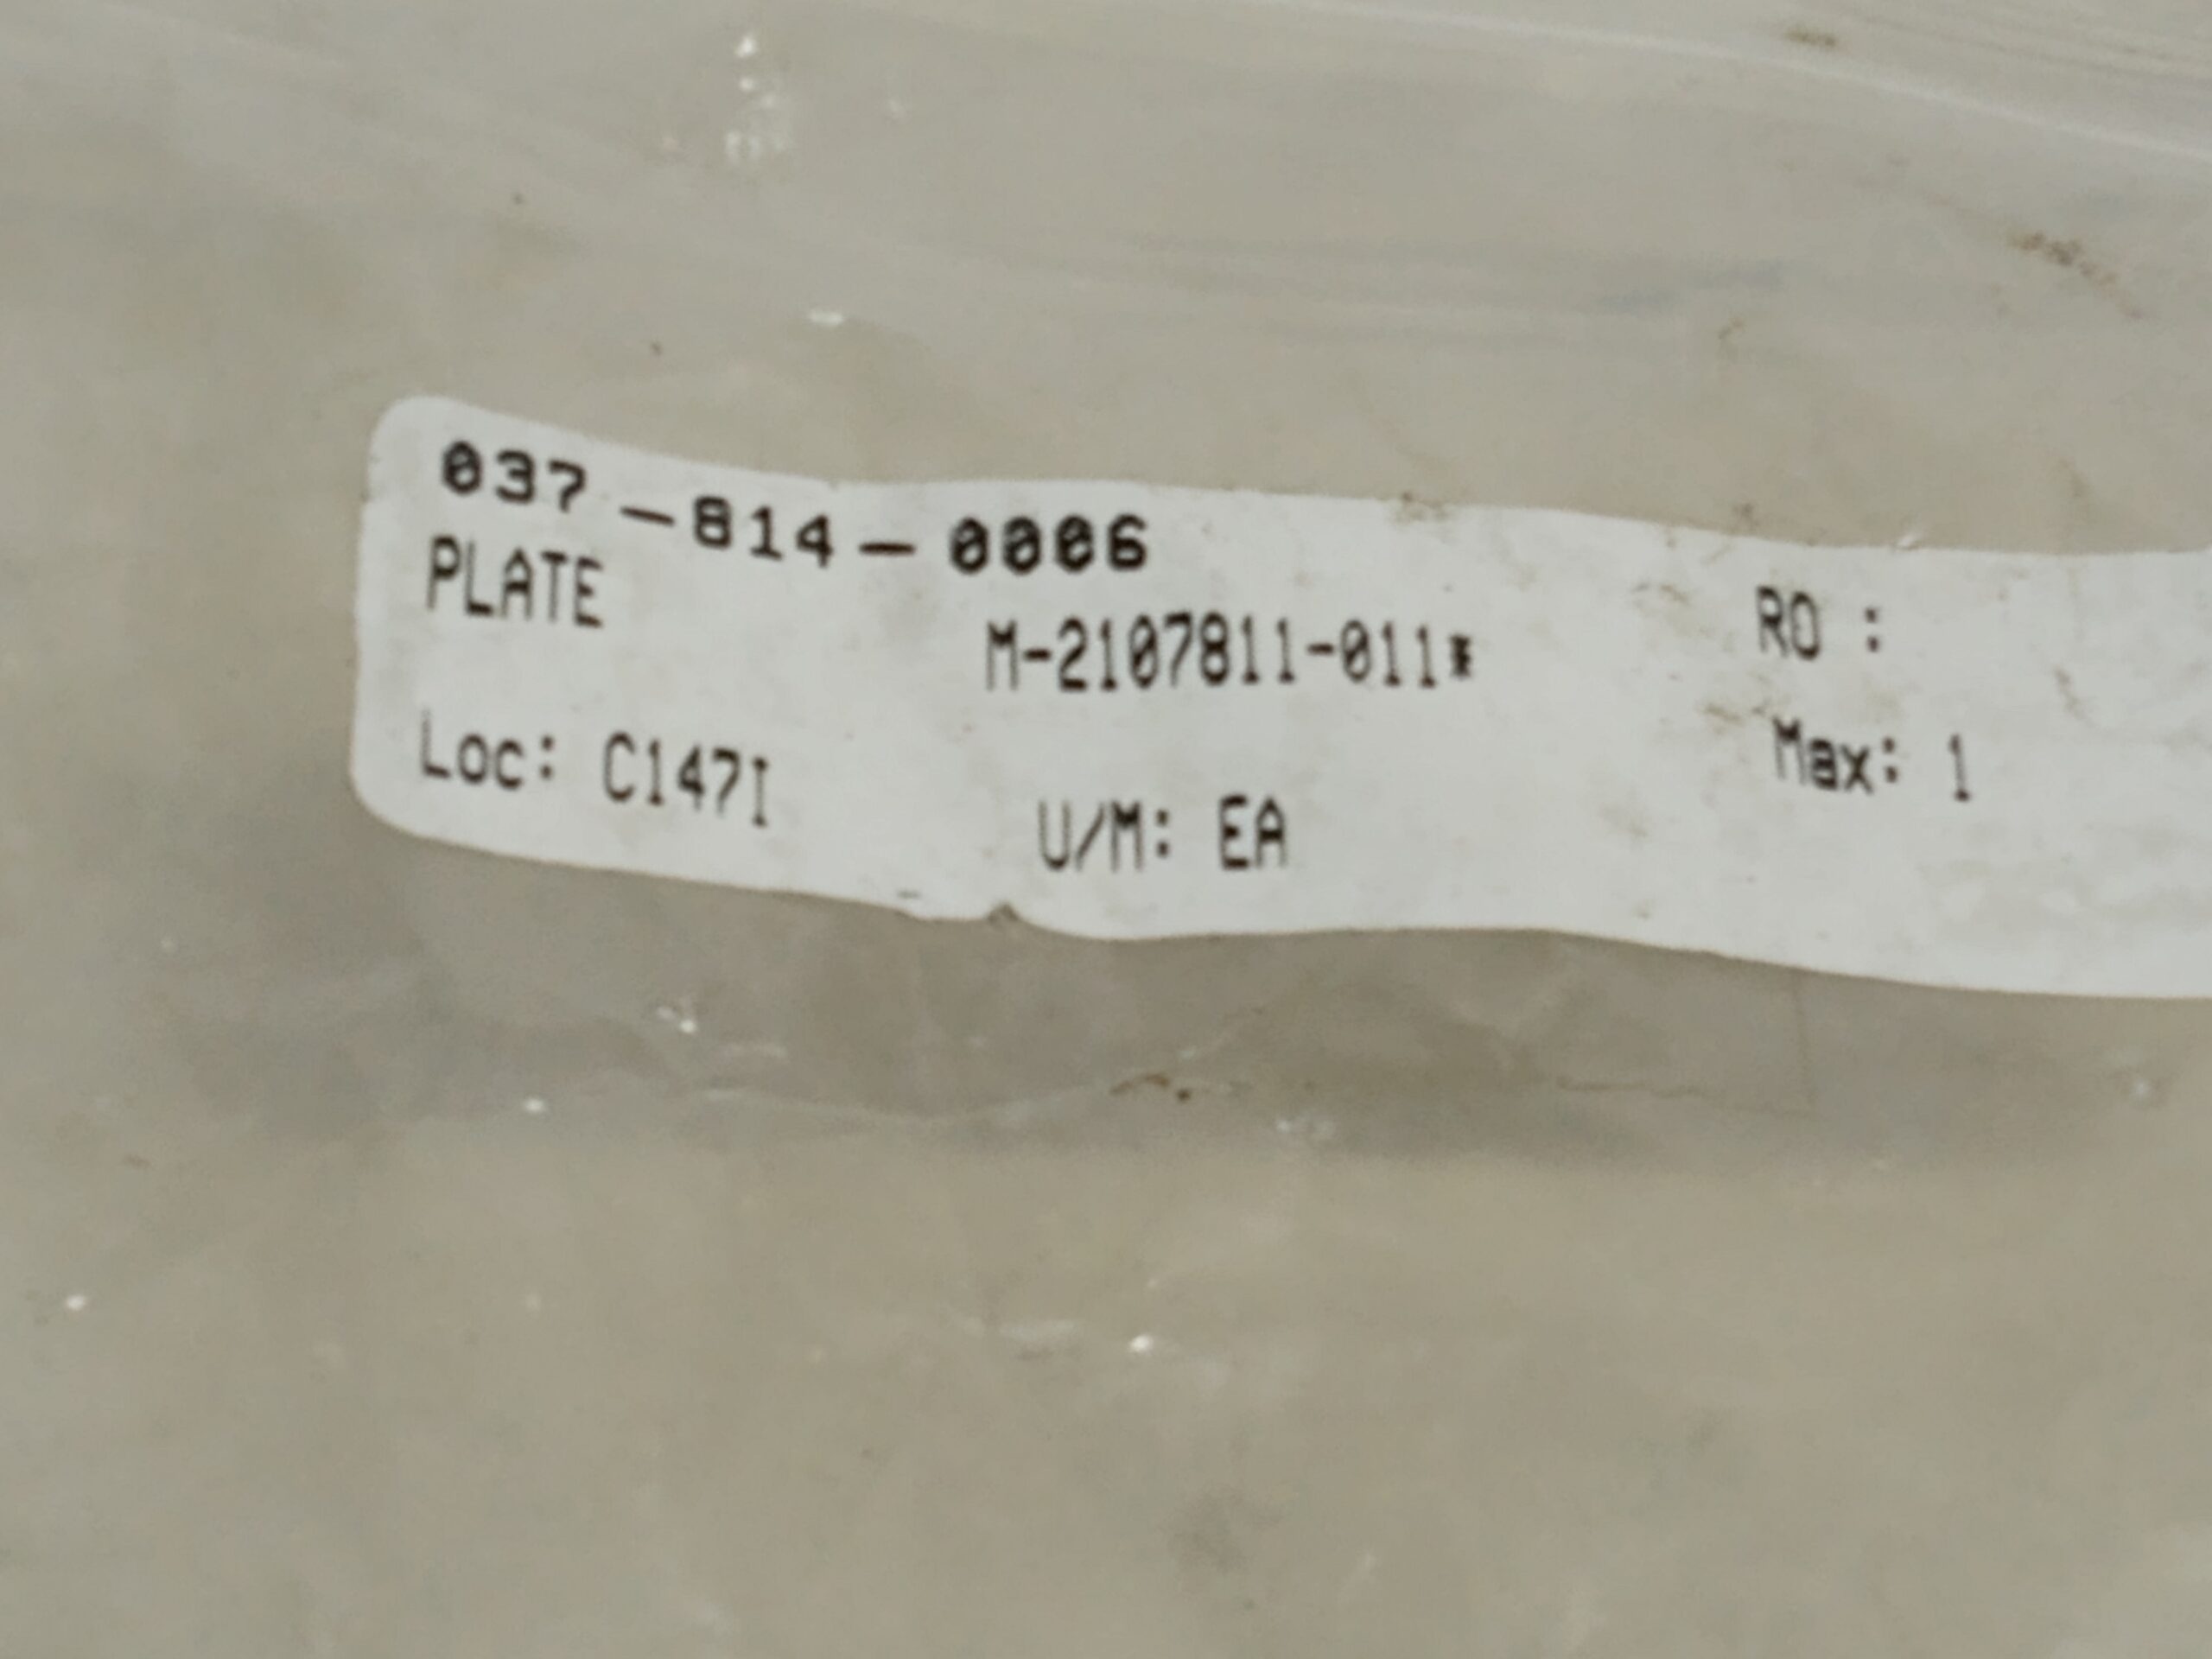 037-814-0006
PLATE M-2107811-011* RO :
Loc: C147I U/M: EA Max: 1